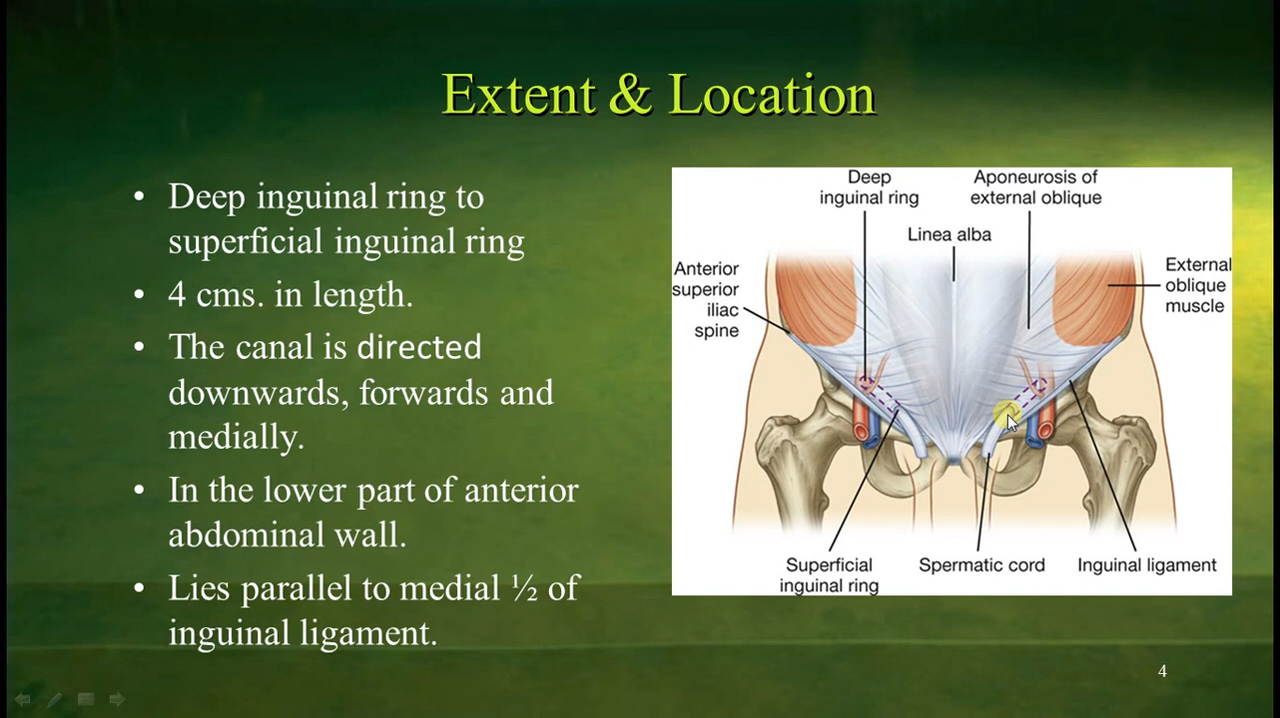 Extent & Location
• Deep inguinal ring to
superficial inguinal ring
• 4 cms. in length.
• The canal is directed
downwards, forwards and
medially.
• In the lower part of anterior
abdominal wall.
• Lies parallel to medial ½ of
inguinal ligament.
Deep
inguinal ring
Aponeurosis of
external oblique
Linea alba
Anterior
superior
iliac
spine
External
oblique
muscle
Superficial
inguinal ring
Spermatic cord
Inguinal ligament
4